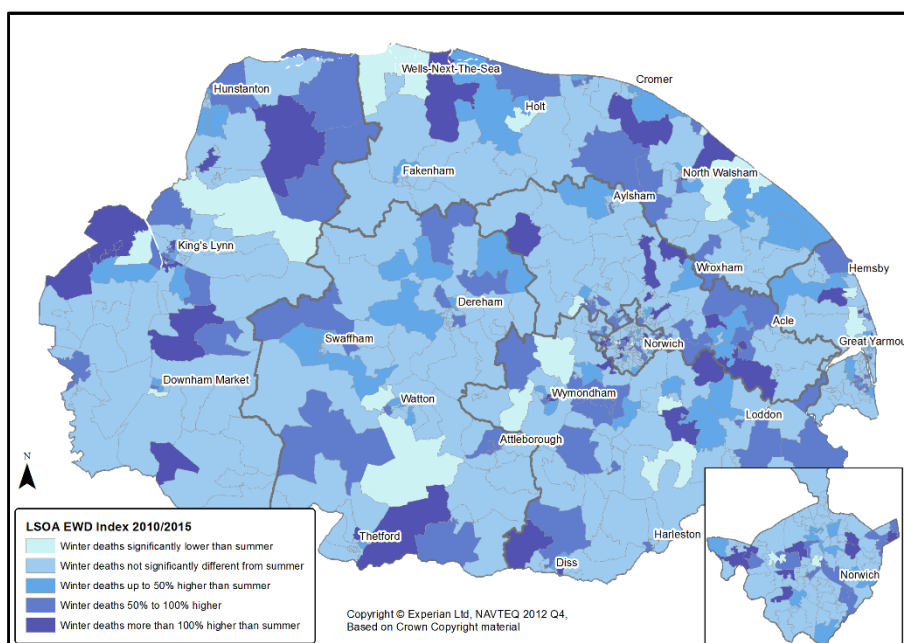 Wells-Next-The-Sea
Cromer
Hunstanton
Holt
Fakenham
North Walsham
Aylsham
King's Lynn
Wroxham
Hemsby
Dereham
Acle
Swaffham
Norwich
Great Yarmou
Downham Market
Wymondham
Watton
Loddon
Attleborough
N
Thetford
Harleston
Diss
LSOA EWD Index 2010/2015
Winter deaths significantly lower than summer
Winter deaths not significantly different from summer
Winter deaths up to 50% higher than summer
Winter deaths 50% to 100% higher
Winter deaths more than 100% higher than summer
Copyright © Experian Ltd, NAVTEQ 2012 Q4,
Based on Crown Copyright material
Norwich